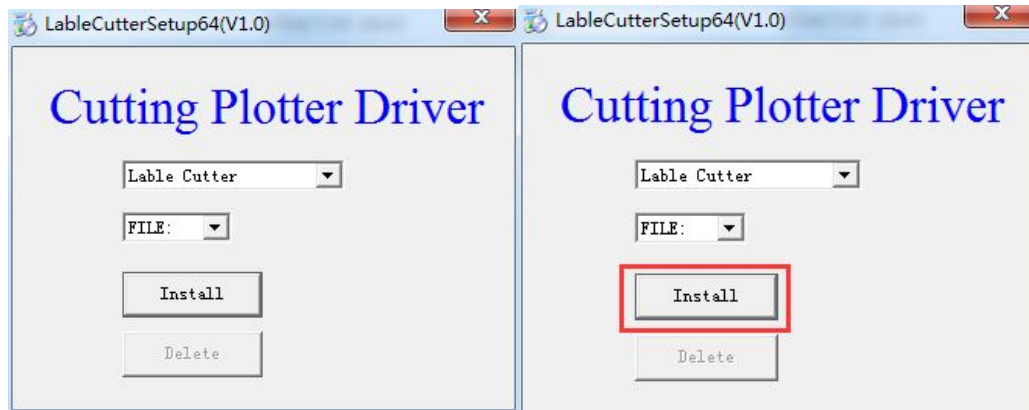 LableCutterSetup64(V1.0)
Cutting Plotter Driver
Lable Cutter
FILE:
Install
Delete
LableCutterSetup64(V1.0)
Cutting Plotter Driver
Lable Cutter
FILE:
Install
Delete